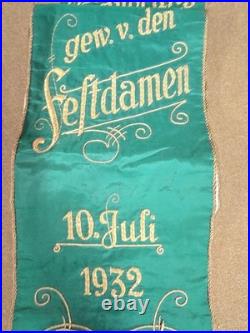 gew. v. den
Festdamen
10. Juli
1932